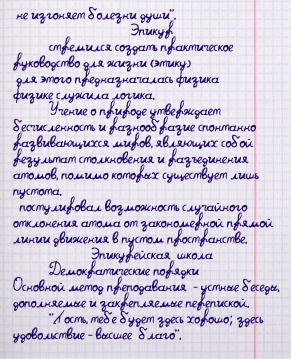 не изгоняет болезни души".
Эпикур
стремился создать практическое
руководство для жизни (этику)
для этого предназначалась физика
физике служила логика.
Учение о природе утверждает
бесчисленность и разнообразие спонтанно
развивающихся миров, являющих собой
результат столкновения и разъединения
атомов, помимо которых существует лишь
пустота.
постулировал возможность случайного
отклонения атома от закономерной прямой
линии движения в пустом пространстве.
Эпикурейская школа
Демократические порядки
Основной метод преподавания - устные беседы,
дополняемые и закрепляемые перепиской.
"Гость, тебе будет здесь хорошо; здесь
удовольствие - высшее благо".